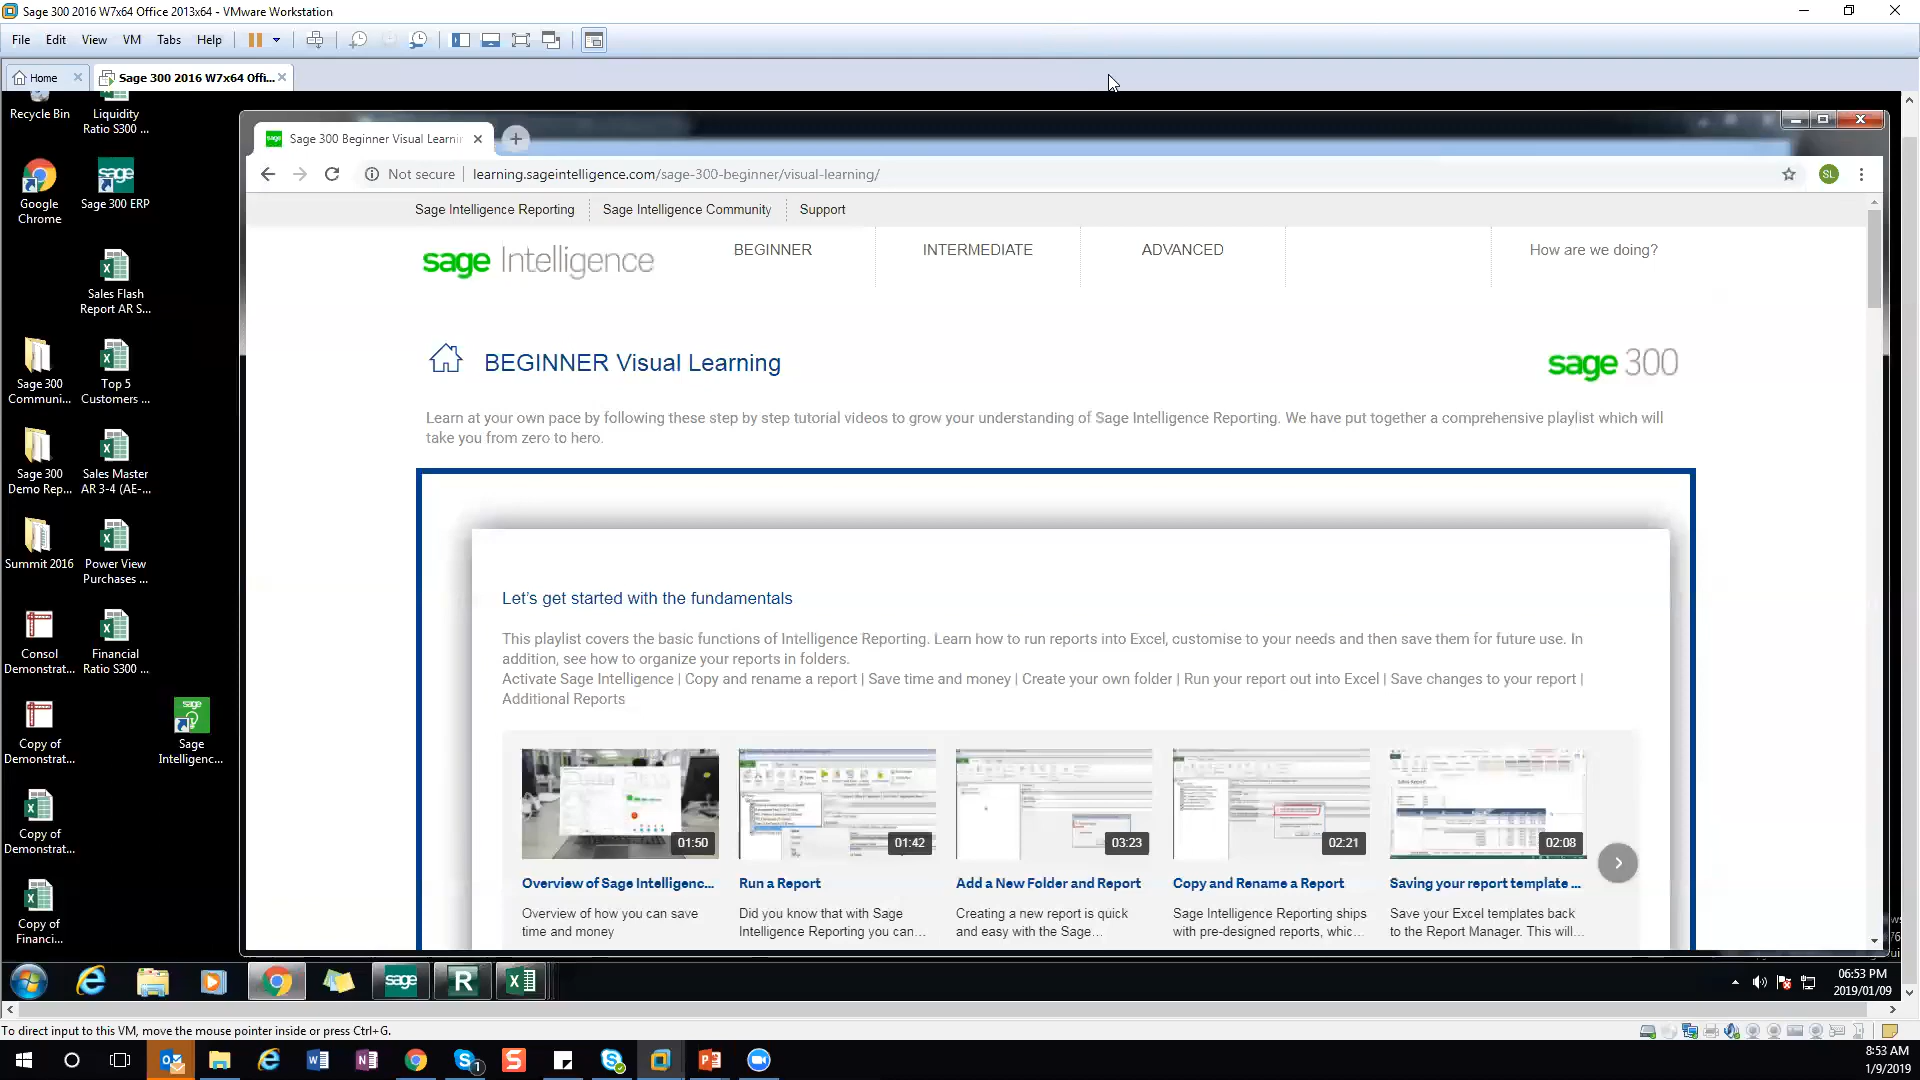 Sage 300 2016 W7x64 Office 2013x64 - VMware Workstation
File Edit View VM Tabs Help
Home
Sage 300 2016 W7x64 Offi...
Recycle Bin
Liquidity
Ratio S300 ...
Google
Chrome
Sage 300 ERP
Sales Flash
Report AR S...
Sage 300
Communi...
Top 5
Customers ...
Sage 300
Demo Rep...
Sales Master
AR 3-4 (AE-...
Summit 2016
Power View
Purchases ...
Consol
Demonstrat...
Financial
Ratio S300 ...
Copy of
Demonstrat...
sage
Sage
Intelligenc...
Copy of
Demonstrat...
Copy of
Financi...
Sage 300 Beginner Visual Learni
Not secure learning.sageintelligence.com/sage-300-beginner/visual-learning/
SL
Sage Intelligence Reporting Sage Intelligence Community Support
sage Intelligence
BEGINNER INTERMEDIATE ADVANCED How are we doing?
BEGINNER Visual Learning
sage 300
Learn at your own pace by following these step by step tutorial videos to grow your understanding of Sage Intelligence Reporting. We have put together a comprehensive playlist which will
take you from zero to hero.
Let's get started with the fundamentals
This playlist covers the basic functions of Intelligence Reporting. Learn how to run reports into Excel, customise to your needs and then save them for future use. In
addition, see how to organize your reports in folders.
Activate Sage Intelligence | Copy and rename a report | Save time and money | Create your own folder | Run your report out into Excel | Save changes to your report |
Additional Reports
01:50 01:42 03:23 02:21 02:08
Overview of Sage Intelligenc...
Overview of how you can save
time and money
Run a Report
Did you know that with Sage
Intelligence Reporting you can...
Add a New Folder and Report
Creating a new report is quick
and easy with the Sage...
Copy and Rename a Report
Sage Intelligence Reporting ships
with pre-designed reports, whic...
Saving your report template ...
Save your Excel templates back
to the Report Manager. This will...
sage
R
06:53 PM
2019/01/09
To direct input to this VM, move the mouse pointer inside or press Ctrl+G.
8:53 AM
1/9/2019